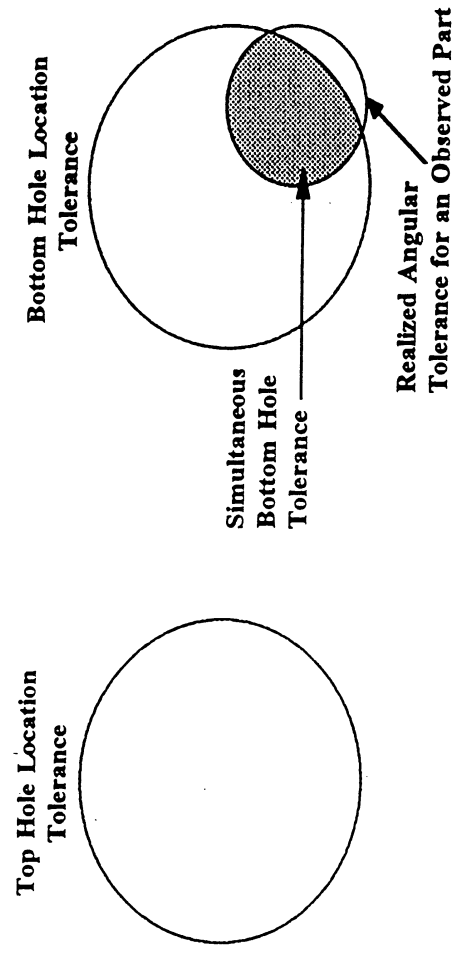 Top Hole Location
Tolerance
Bottom Hole Location
Tolerance
Simultaneous
Bottom Hole
Tolerance
Realized Angular
Tolerance for an Observed Part